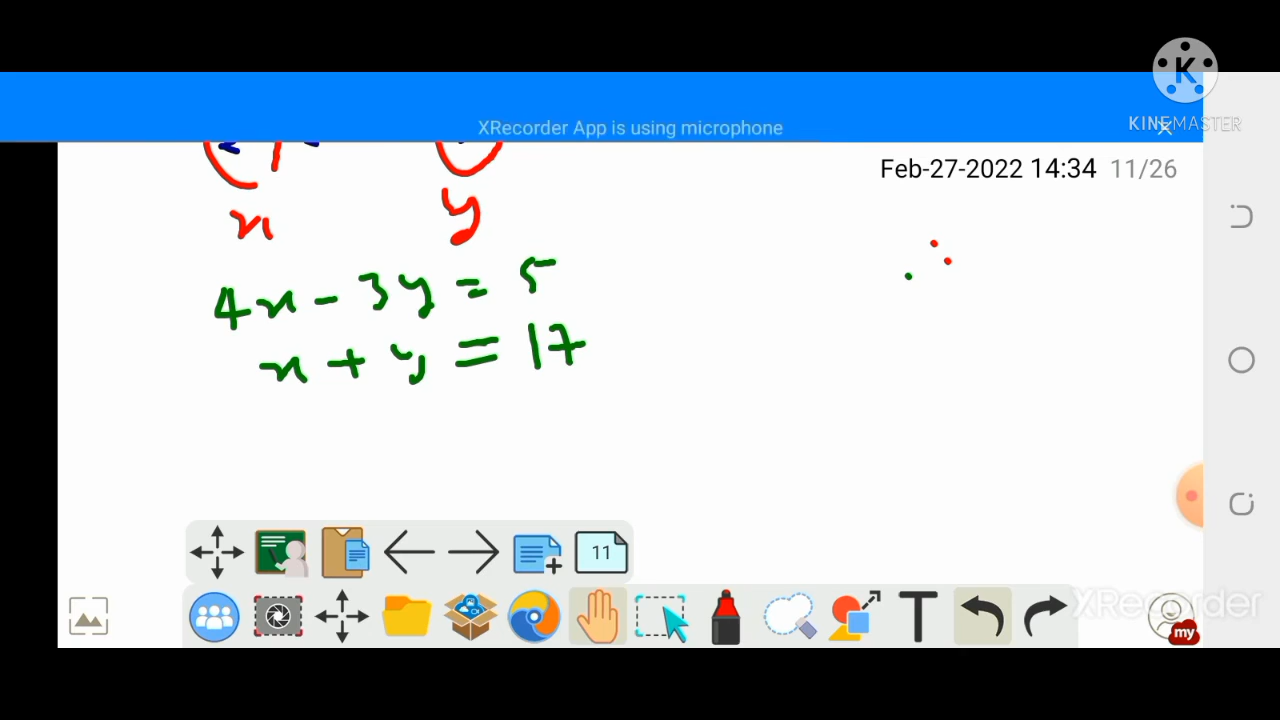 K
KINEMASTER
XRecorder App is using microphone
Feb-27-2022 14:34 11/26
x y
4x - 3y = 5
x + y = 17
11
T
XRecorder
my